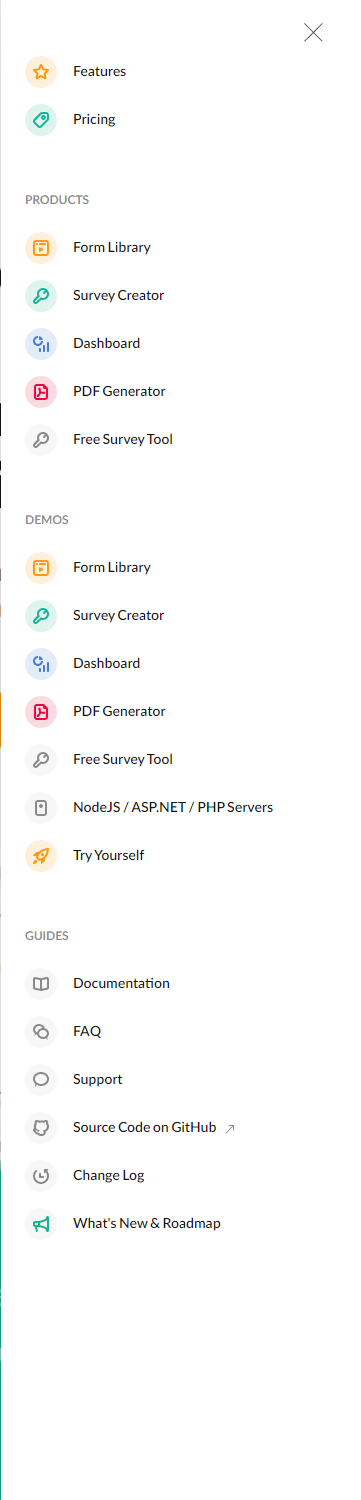 Features
Pricing
PRODUCTS
Form Library
Survey Creator
Dashboard
PDF Generator
Free Survey Tool
DEMOS
Form Library
Survey Creator
Dashboard
PDF Generator
Free Survey Tool
NodeJS / ASP.NET / PHP Servers
Try Yourself
GUIDES
Documentation
FAQ
Support
Source Code on GitHub
Change Log
What's New & Roadmap